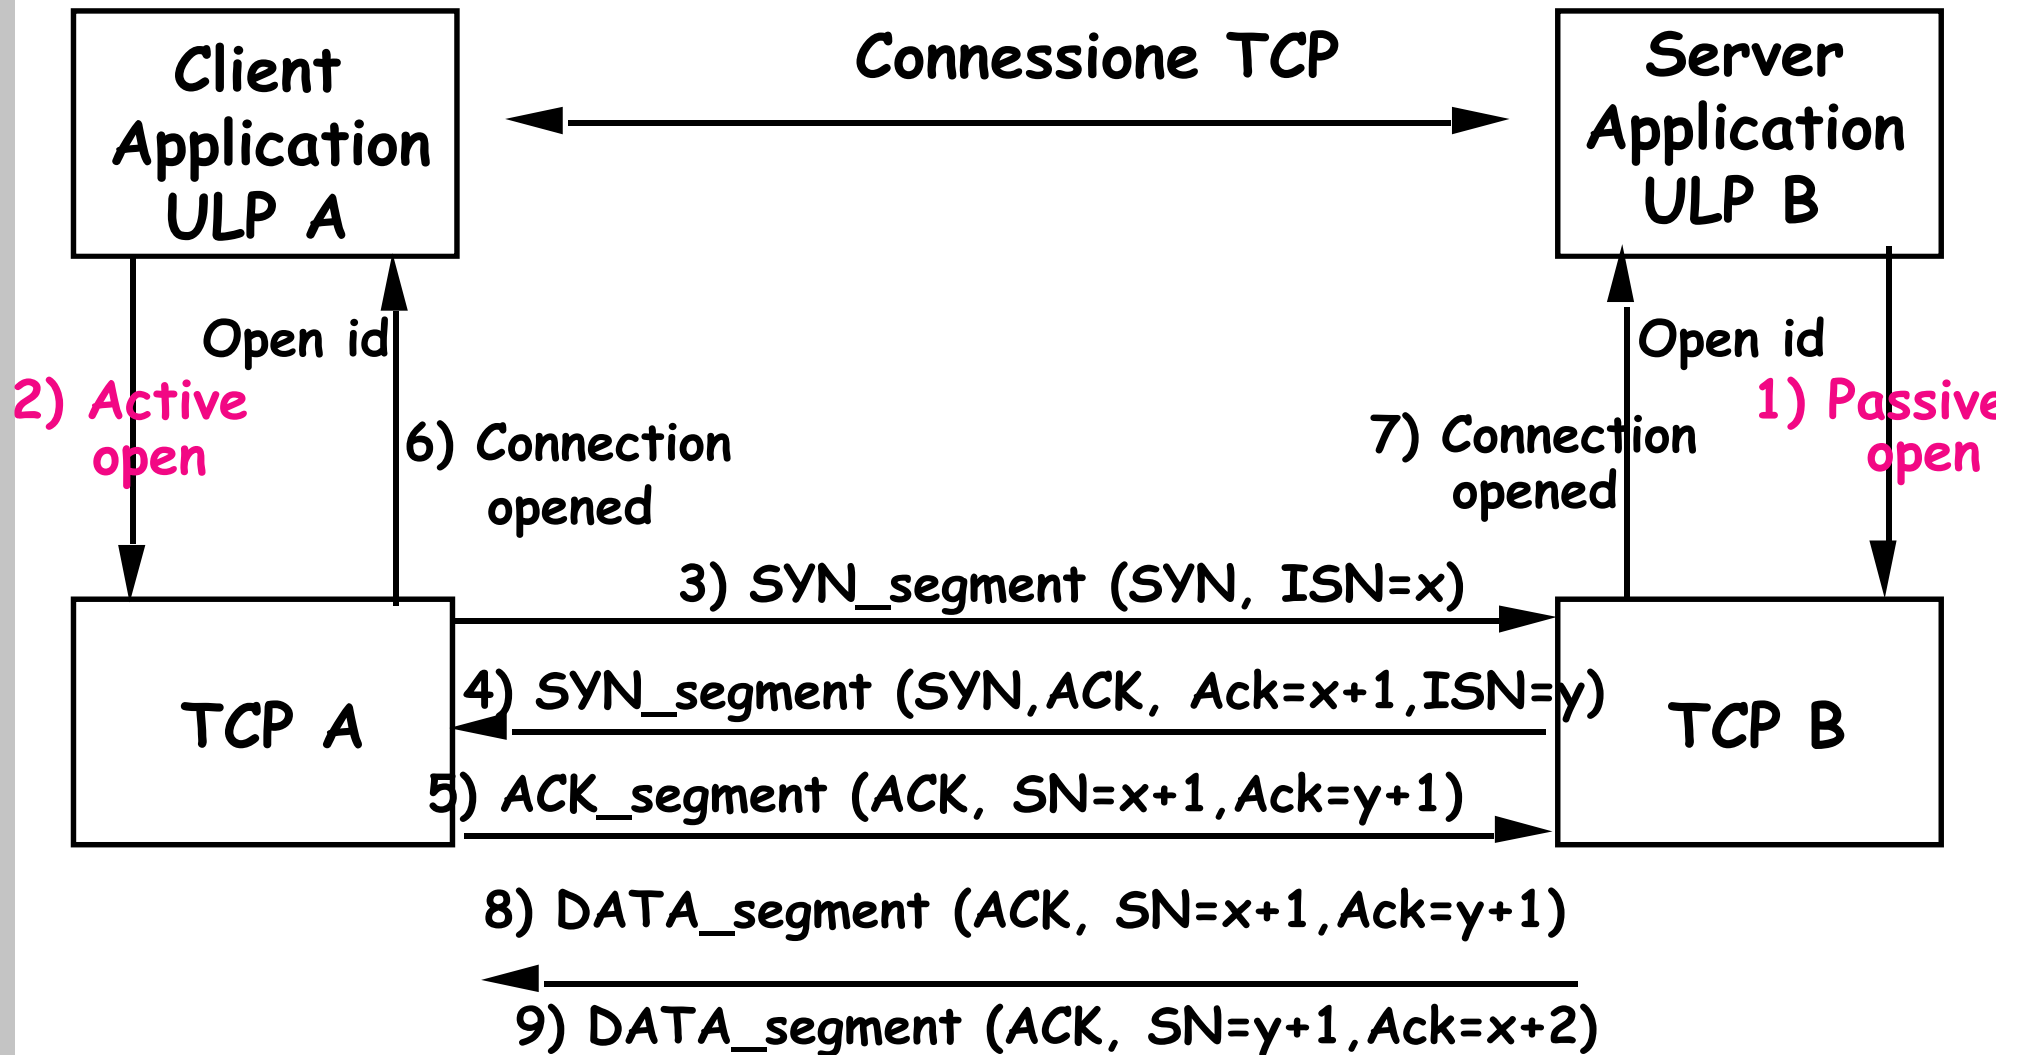 Client
Application
ULP A
Connessione TCP
Server
Application
ULP B
Open id
2) Active
open
6) Connection
opened
Open id
1) Passive
open
7) Connection
opened
3) SYN_segment (SYN, ISN=x)
4) SYN_segment (SYN,ACK, Ack=x+1,ISN=y)
TCP A
TCP B
5) ACK_segment (ACK, SN=x+1,Ack=y+1)
8) DATA_segment (ACK, SN=x+1,Ack=y+1)
9) DATA_segment (ACK, SN=y+1,Ack=x+2)